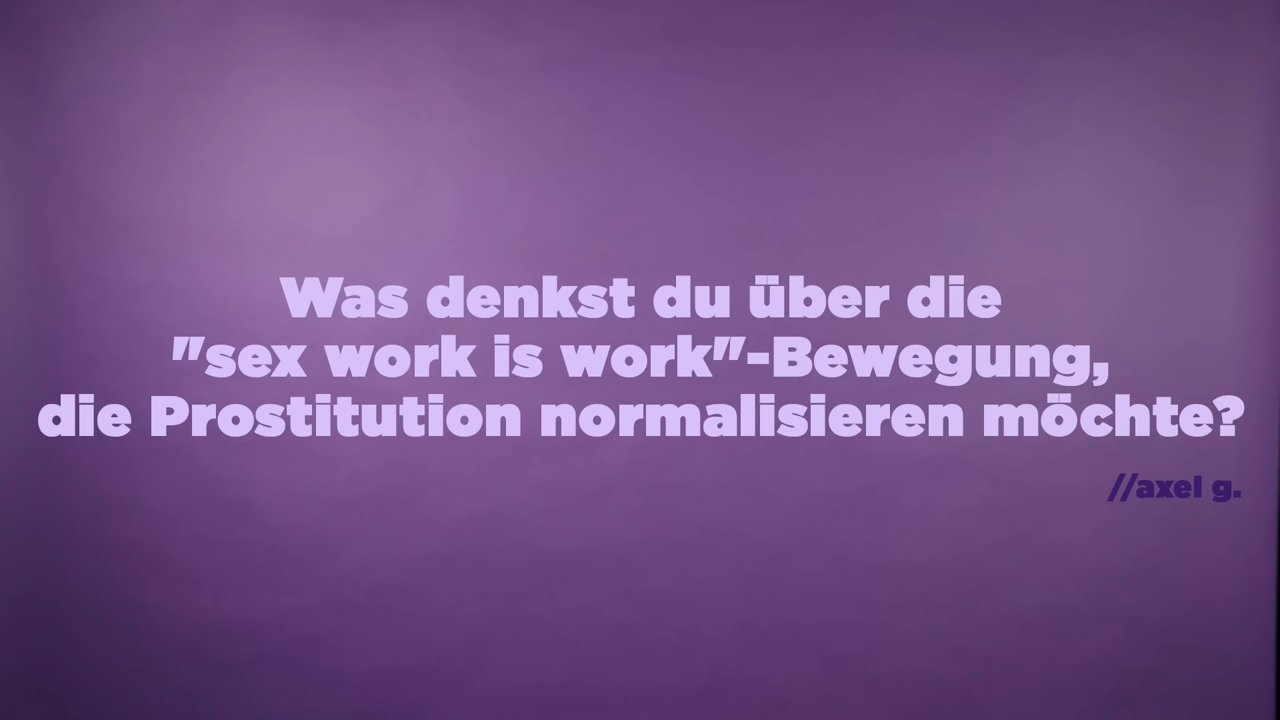 Was denkst du über die
"sex work is work"-Bewegung,
die Prostitution normalisieren möchte?
//axel g.